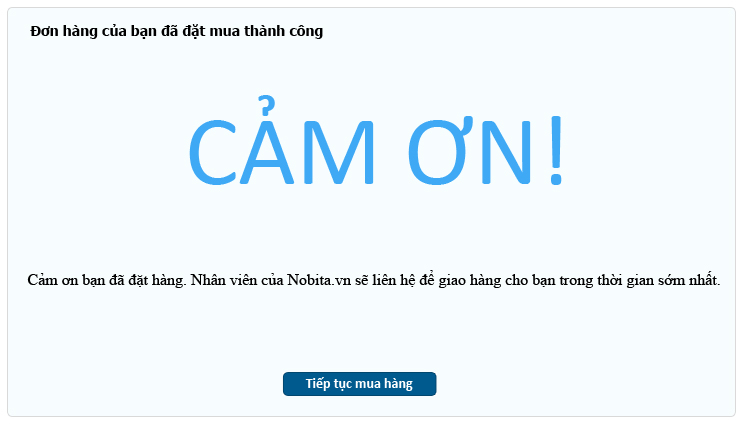 Đơn hàng của bạn đã đặt mua thành công
CẢM ƠN!
Cảm ơn bạn đã đặt hàng. Nhân viên của Nobita.vn sẽ liên hệ để giao hàng cho bạn trong thời gian sớm nhất.
Tiếp tục mua hàng